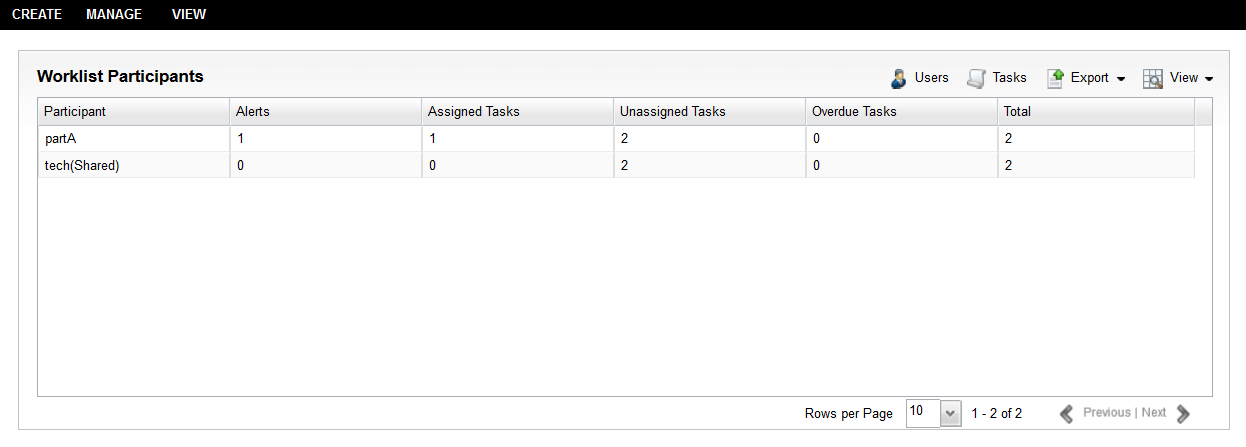 CREATE MANAGE VIEW
Worklist Participants Users Tasks Export View
Participant Alerts Assigned Tasks Unassigned Tasks Overdue Tasks Total
partA 1 1 2 0 2
tech(Shared) 0 0 2 0 2
Rows per Page 10 1 - 2 of 2 Previous | Next